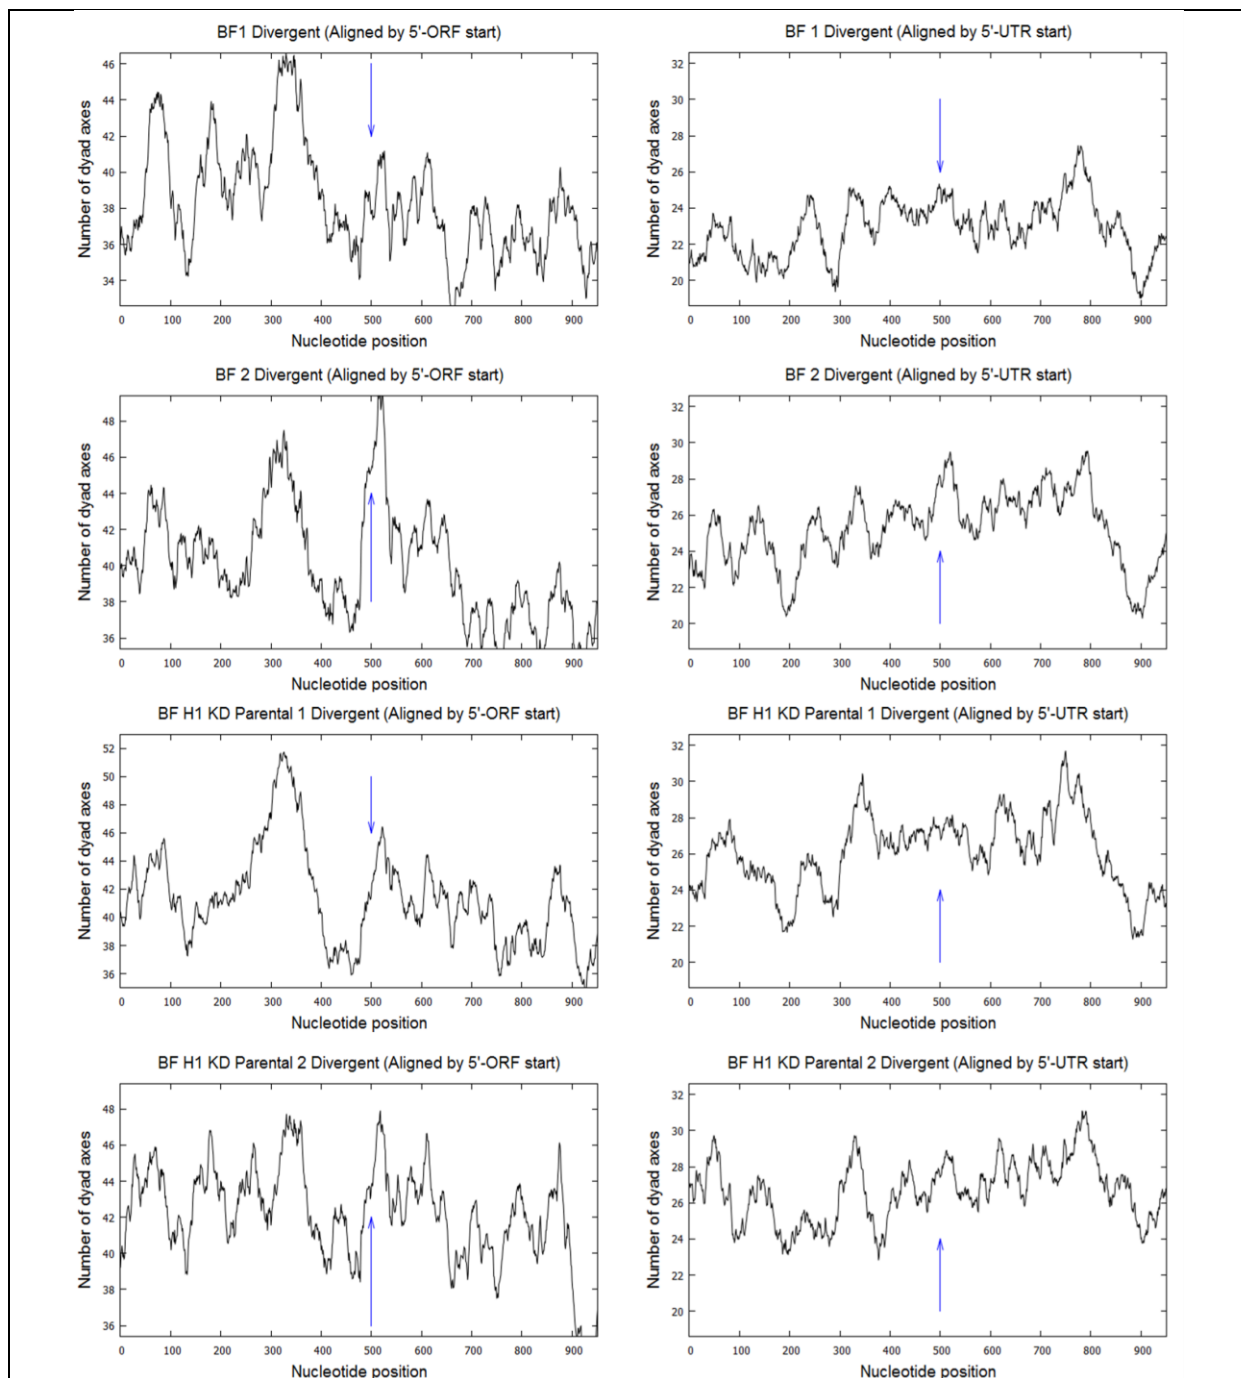 BF1 Divergent (Aligned by 5'-ORF start)
Number of dyad axes
46
44
42
40
38
36
34
0 100 200 300 400 500 600 700 800 900
Nucleotide position
BF 1 Divergent (Aligned by 5'-UTR start)
Number of dyad axes
32
30
28
26
24
22
20
0 100 200 300 400 500 600 700 800 900
Nucleotide position
BF 2 Divergent (Aligned by 5'-ORF start)
Number of dyad axes
48
46
44
42
40
38
36
0 100 200 300 400 500 600 700 800 900
Nucleotide position
BF 2 Divergent (Aligned by 5'-UTR start)
Number of dyad axes
32
30
28
26
24
22
20
0 100 200 300 400 500 600 700 800 900
Nucleotide position
BF H1 KD Parental 1 Divergent (Aligned by 5'-ORF start)
Number of dyad axes
52
50
48
46
44
42
40
38
36
0 100 200 300 400 500 600 700 800 900
Nucleotide position
BF H1 KD Parental 1 Divergent (Aligned by 5'-UTR start)
Number of dyad axes
32
30
28
26
24
22
20
0 100 200 300 400 500 600 700 800 900
Nucleotide position
BF H1 KD Parental 2 Divergent (Aligned by 5'-ORF start)
Number of dyad axes
48
46
44
42
40
38
36
0 100 200 300 400 500 600 700 800 900
Nucleotide position
BF H1 KD Parental 2 Divergent (Aligned by 5'-UTR start)
Number of dyad axes
32
30
28
26
24
22
20
0 100 200 300 400 500 600 700 800 900
Nucleotide position